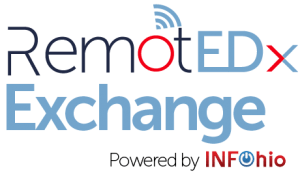 RemotEDx
Exchange
Powered by INFOhio